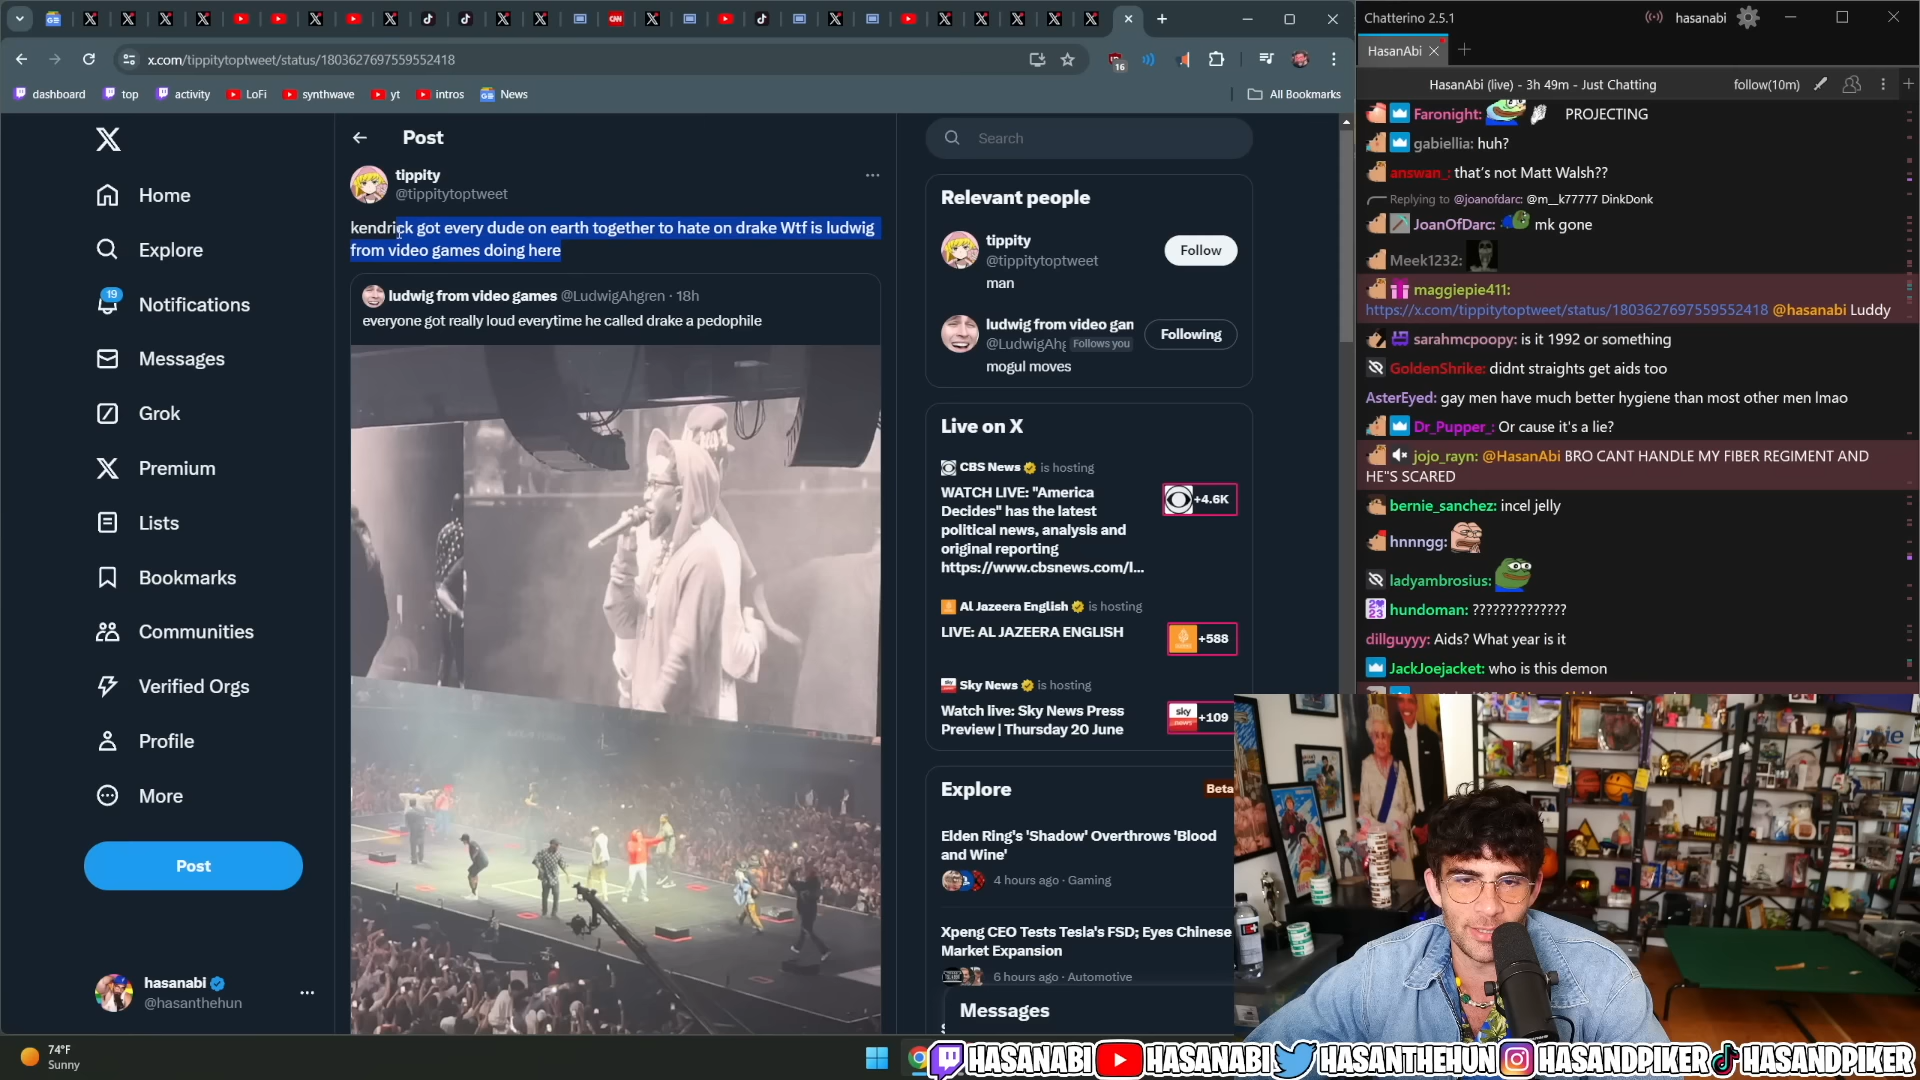 x.com/tippitytoptweet/status/1803627697559552418
16
dashboard
top
activity
LoFi
synthwave
yt
intros
News
All Bookmarks
Home
Explore
19
Notifications
Messages
Grok
Premium
Lists
Bookmarks
Communities
Verified Orgs
Profile
More
Post
hasanabi
@hasanthehun
Post
tippity
@tippitytoptweet
kendrick got every dude on earth together to hate on drake Wtf is ludwig
from video games doing here
ludwig from video games @LudwigAhgren · 18h
everyone got really loud everytime he called drake a pedophile
Search
Relevant people
tippity
@tippitytoptweet
Follow
man
ludwig from video gam
@LudwigAhg Follows you
Following
mogul moves
Live on X
CBS News is hosting
WATCH LIVE: "America
Decides" has the latest
political news, analysis and
original reporting
https://www.cbsnews.com/l...
+4.6K
Al Jazeera English is hosting
LIVE: AL JAZEERA ENGLISH
+588
Sky News is hosting
Watch live: Sky News Press
Preview | Thursday 20 June
sky news
+109
Explore
Beta
Elden Ring's 'Shadow' Overthrows 'Blood
and Wine'
4 hours ago · Gaming
Xpeng CEO Tests Tesla's FSD; Eyes Chinese
Market Expansion
6 hours ago · Automotive
Messages
Chatterino 2.5.1
hasanabi
HasanAbi
HasanAbi (live) - 3h 49m - Just Chatting
follow(10m)
Faronight: PROJECTING
gabiellia: huh?
answan_: that's not Matt Walsh??
Replying to @joanofdarc: @m__k77777 DinkDonk
JoanOfDarc: mk gone
Meek1232:
maggiepie411:
https://x.com/tippitytoptweet/status/1803627697559552418 @hasanabi Luddy
sarahmcpoopy: is it 1992 or something
GoldenShrike: didnt straights get aids too
AsterEyed: gay men have much better hygiene than most other men lmao
Dr_Pupper_: Or cause it's a lie?
jojo_rayn: @HasanAbi BRO CANT HANDLE MY FIBER REGIMENT AND
HE"S SCARED
bernie_sanchez: incel jelly
hnnngg:
ladyambrosius:
hundoman: ??????????????
dillguyyy: Aids? What year is it
JackJoejacket: who is this demon
74°F
Sunny
HASANABI
HASANABI
HASANTHEHUN
HASANDPIKER
HASANDPIKER